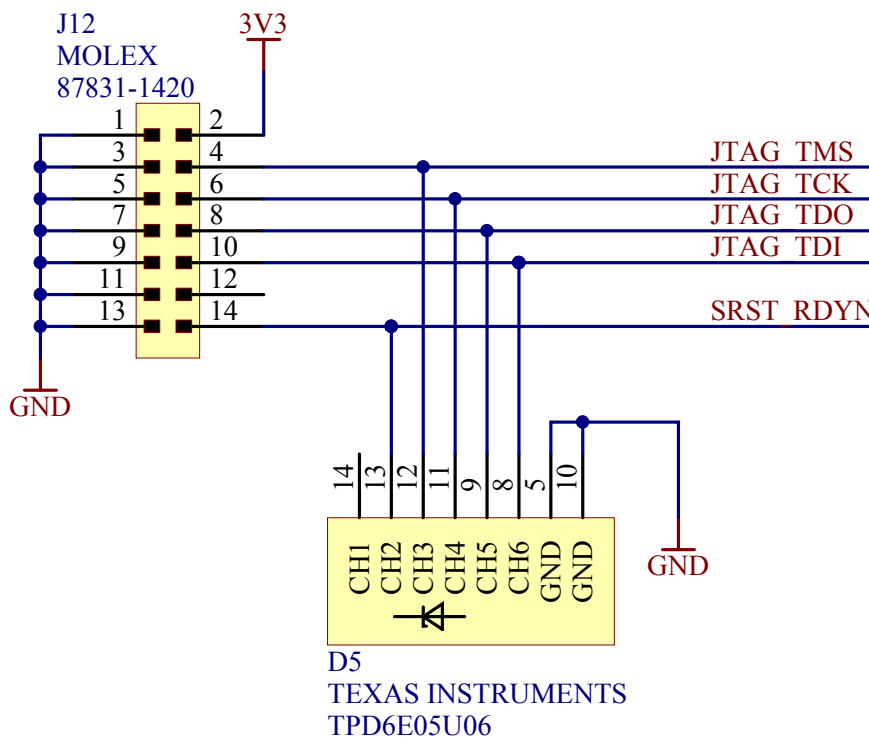 J12
MOLEX
87831-1420
3V3
1 2
3 4
5 6
7 8
9 10
11 12
13 14
JTAG_TMS
JTAG_TCK
JTAG_TDO
JTAG_TDI
SRST_RDYN
GND
14 13 12 11 9 8 5 10
CH1 CH2 CH3 CH4 CH5 CH6 GND GND
GND
D5
TEXAS INSTRUMENTS
TPD6E05U06